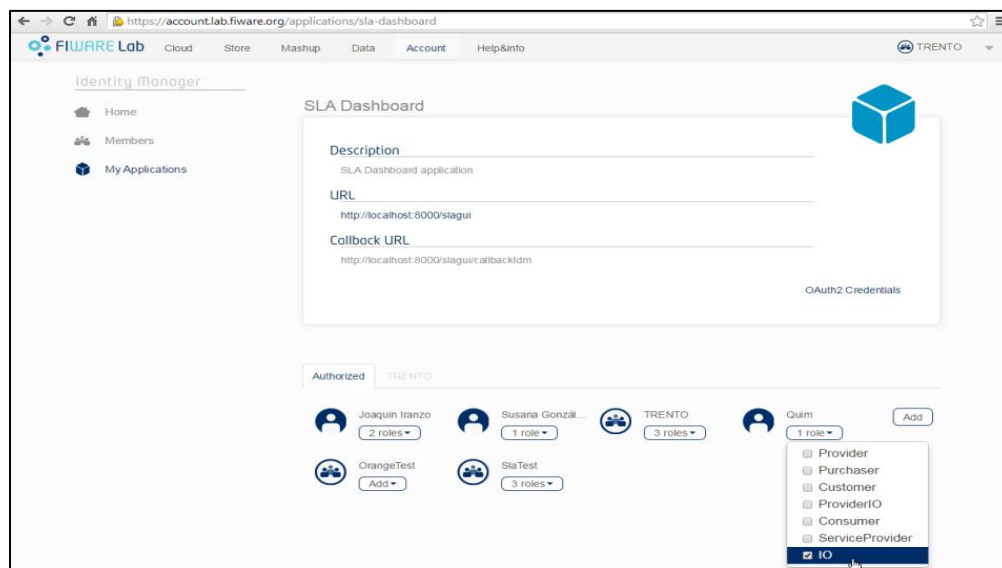 https://account.lab.fiware.org/applications/sla-dashboard
FIWARE Lab Cloud Store Mashup Data Account Help&info TRENTO
Identity Manager
Home
Members
My Applications
SLA Dashboard
Description
SLA Dashboard application
URL
http://localhost:8000/slagui
Callback URL
http://localhost:8000/slagui/callbackidm
OAuth2 Credentials
Authorized TRENTO
Joaquin Iranzo Susana Gonzál... TRENTO Quim Add
2 roles 1 role 3 roles 1 role
OrangeTest SlaTest
Add 3 roles
Provider
Purchaser
Customer
ProviderIO
Consumer
ServiceProvider
IO